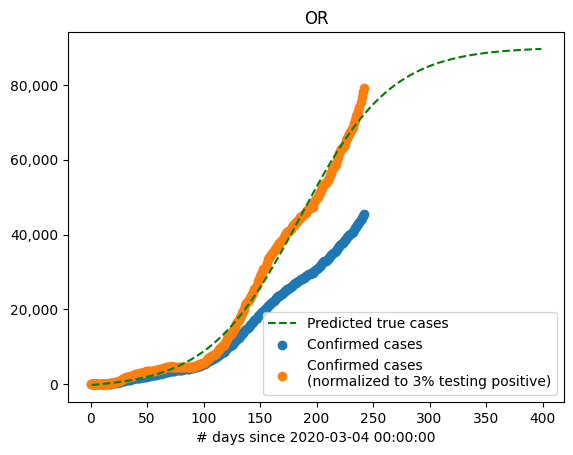 OR
80,000
60,000
40,000
20,000
0
Predicted true cases
Confirmed cases
Confirmed cases
(normalized to 3% testing positive)
0 50 100 150 200 250 300 350 400
# days since 2020-03-04 00:00:00